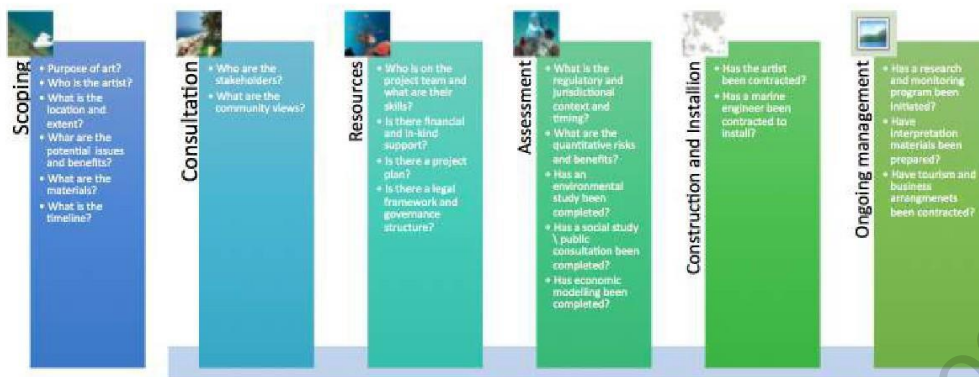 Scoping
• Purpose of art?
• Who is the artist?
• What is the
location and
extent?
• Whar are the
potential issues
and benefits?
• What are the
materials?
• What is the
timeline?
Consultation
• Who are the
stakeholders?
• What are the
community views?
Resources
• Who is on the
project team and
what are their
skills?
• Is there financial
and in-kind
support?
• Is there a project
plan?
• Is there a legal
framework and
governance
structure?
Assessment
• What is the
regulatory and
jurisdictional
context and
timing?
• What are the
quantitative risks
and benefits?
• Has an
environmental
study been
completed?
• Has a social study
\ public
consultation been
completed?
• Has economic
modelling been
completed?
Construction and Installion
• Has the artist
been contracted?
• Has a marine
engineer been
contracted to
install?
Ongoing management
• Has a research
and monitoring
program been
initiated?
• Have
interpretation
materials been
prepared?
• Have tourism and
business
arrangmenets
been contracted?